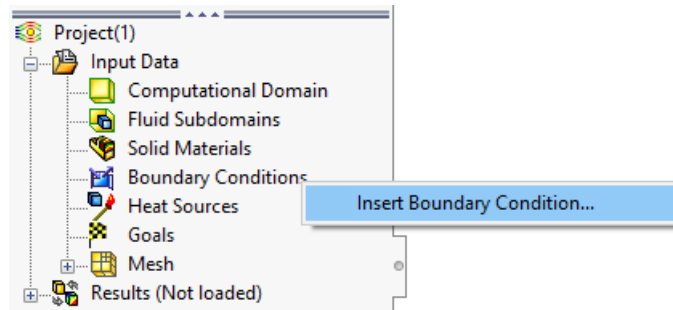 Project(1)
Input Data
Computational Domain
Fluid Subdomains
Solid Materials
Boundary Conditions
Insert Boundary Condition...
Heat Sources
Goals
Mesh
Results (Not loaded)